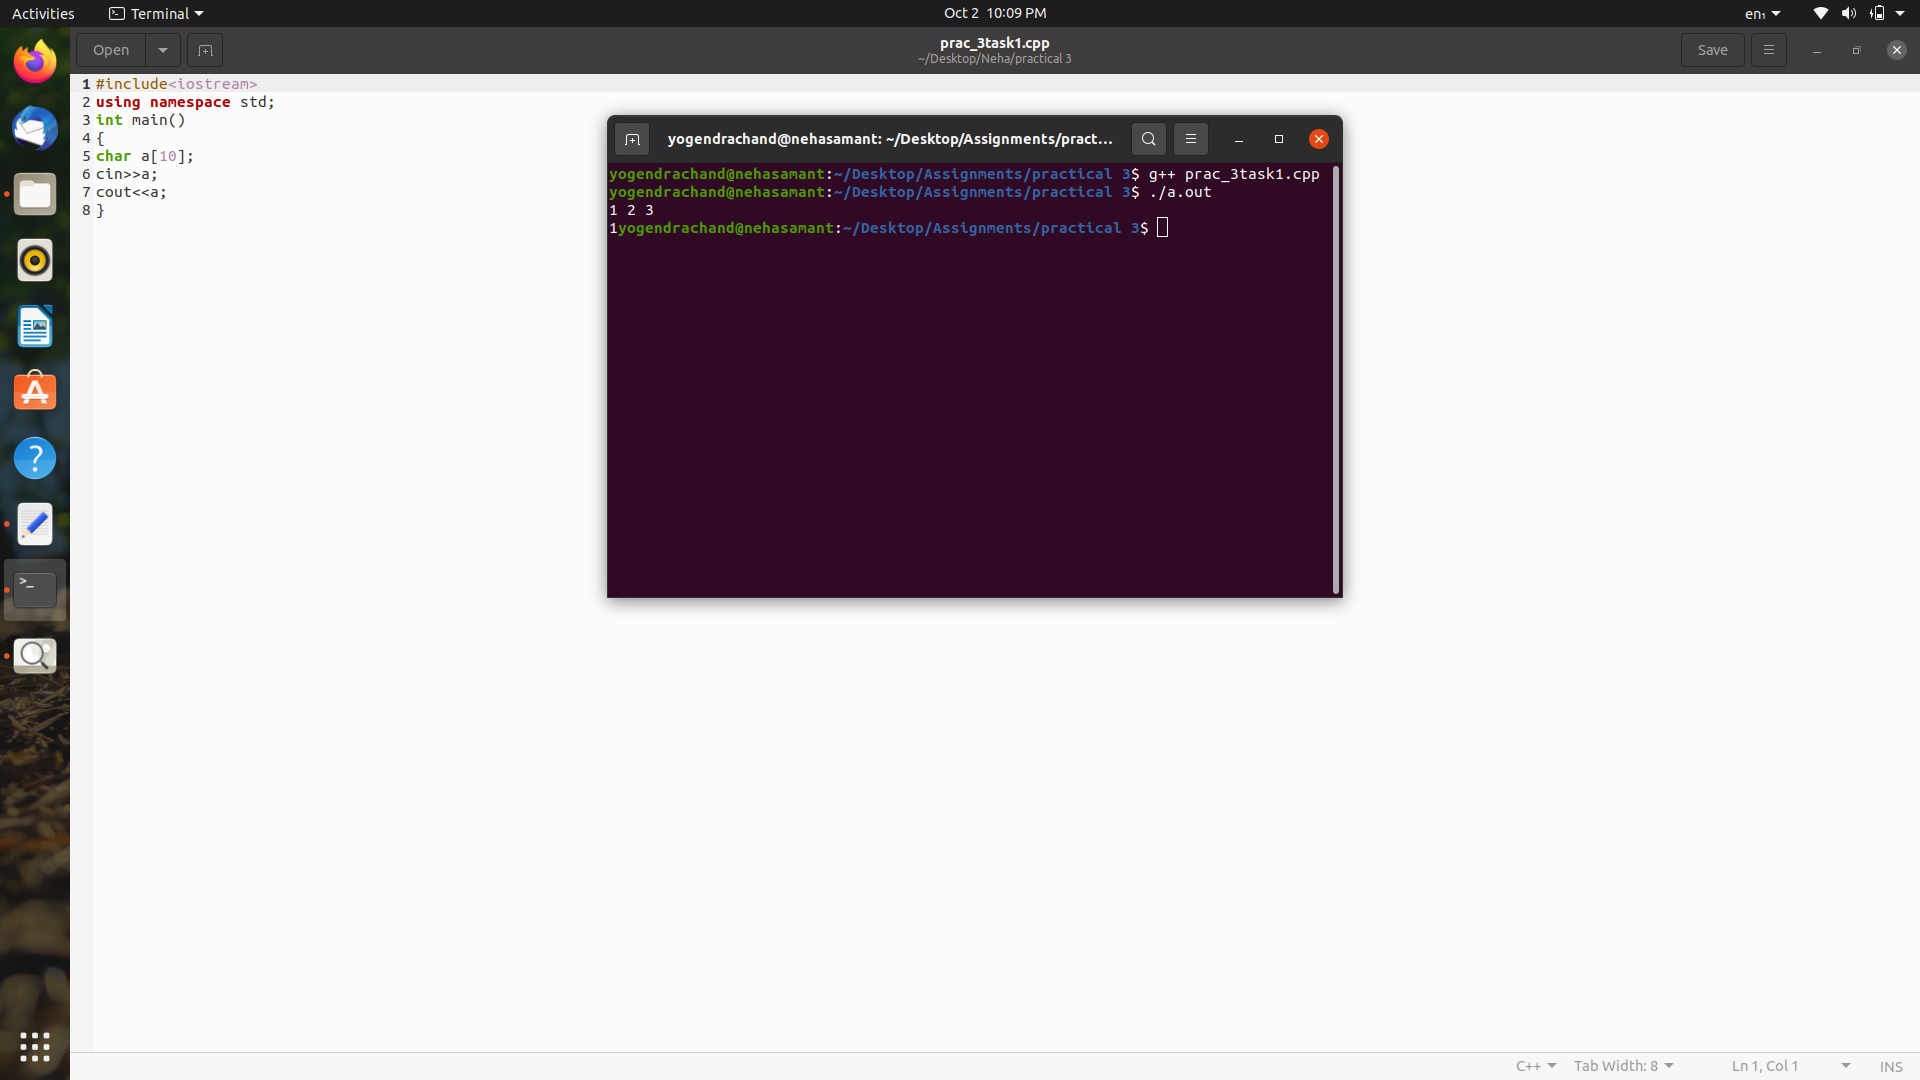 Activities
Terminal
Oct 2 10:09 PM
en₁
Open
prac_3task1.cpp
~/Desktop/Neha/practical 3
Save
1 #include<iostream>
2 using namespace std;
3 int main()
4 {
5 char a[10];
6 cin>>a;
7 cout<<a;
8 }
yogendrachand@nehasamant: ~/Desktop/Assignments/pract...
yogendrachand@nehasamant:~/Desktop/Assignments/practical 3$ g++ prac_3task1.cpp
yogendrachand@nehasamant:~/Desktop/Assignments/practical 3$ ./a.out
1 2 3
1yogendrachand@nehasamant:~/Desktop/Assignments/practical 3$
C++
Tab Width: 8
Ln 1, Col 1
INS